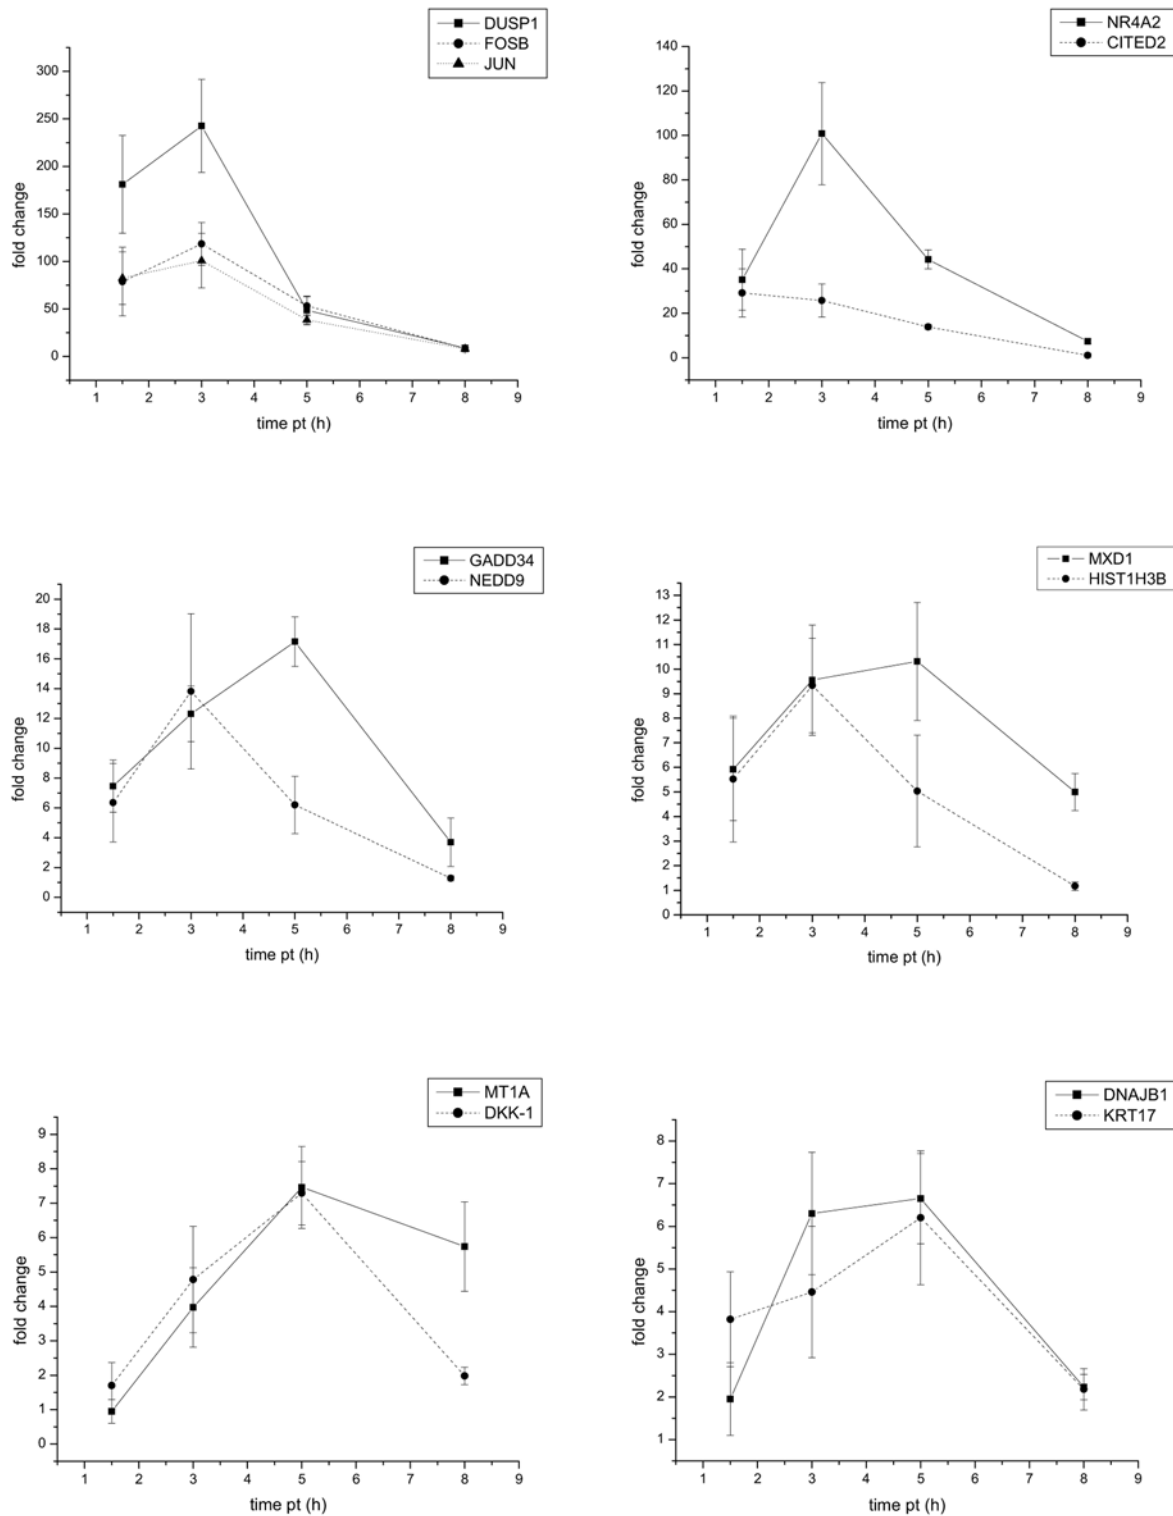 DUSP1
FOSB
JUN
300
250
200
150
100
50
0
fold change
1 2 3 4 5 6 7 8 9
time pt (h)
NR4A2
CITED2
140
120
100
80
60
40
20
0
fold change
1 2 3 4 5 6 7 8 9
time pt (h)
GADD34
NEDD9
20
18
16
14
12
10
8
6
4
2
0
fold change
1 2 3 4 5 6 7 8 9
time pt (h)
MXD1
HIST1H3B
13
12
11
10
9
8
7
6
5
4
3
2
1
0
fold change
1 2 3 4 5 6 7 8 9
time pt (h)
MT1A
DKK-1
9
8
7
6
5
4
3
2
1
0
fold change
1 2 3 4 5 6 7 8 9
time pt (h)
DNAJB1
KRT17
8
7
6
5
4
3
2
1
fold change
1 2 3 4 5 6 7 8 9
time pt (h)